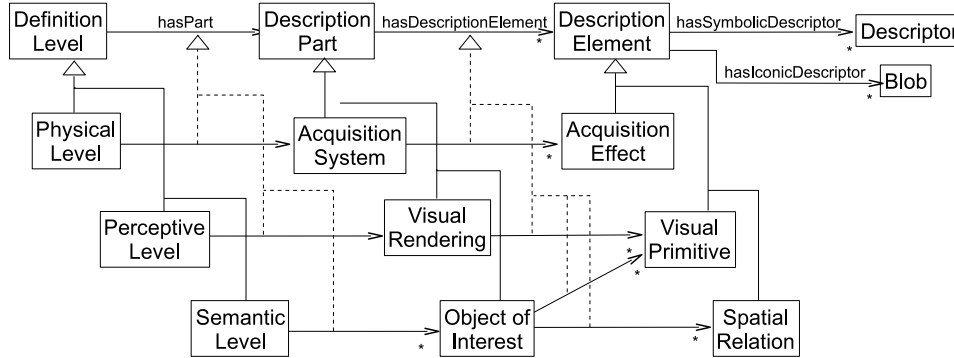 Definition
Level
hasPart
Description
Part
hasDescriptionElement
*
Description
Element
hasSymbolicDescriptor
*
Descriptor
hasIconicDescriptor
*
Blob
Physical
Level
Acquisition
System
*
Acquisition
Effect
Perceptive
Level
Visual
Rendering
*
*
Visual
Primitive
Semantic
Level
*
Object of
Interest
*
Spatial
Relation